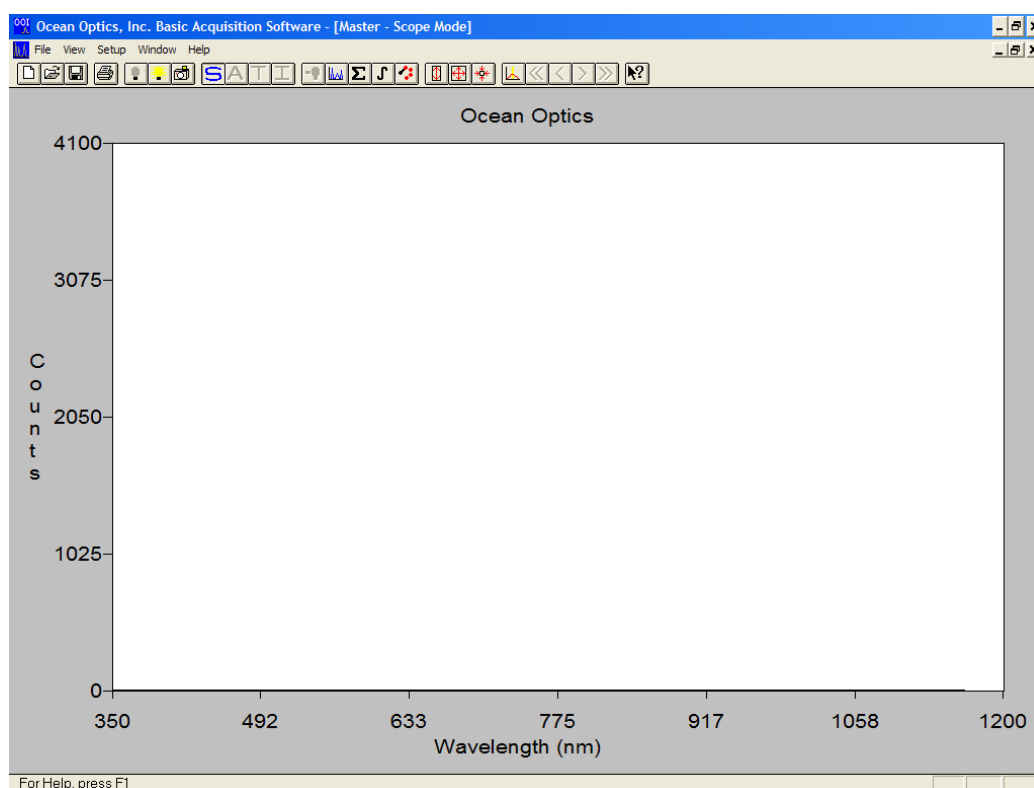 Ocean Optics, Inc. Basic Acquisition Software - [Master - Scope Mode]
File View Setup Window Help
S A T I
Ocean Optics
4100
3075
Counts
2050
1025
0
350 492 633 775 917 1058 1200
Wavelength (nm)
For Help, press F1